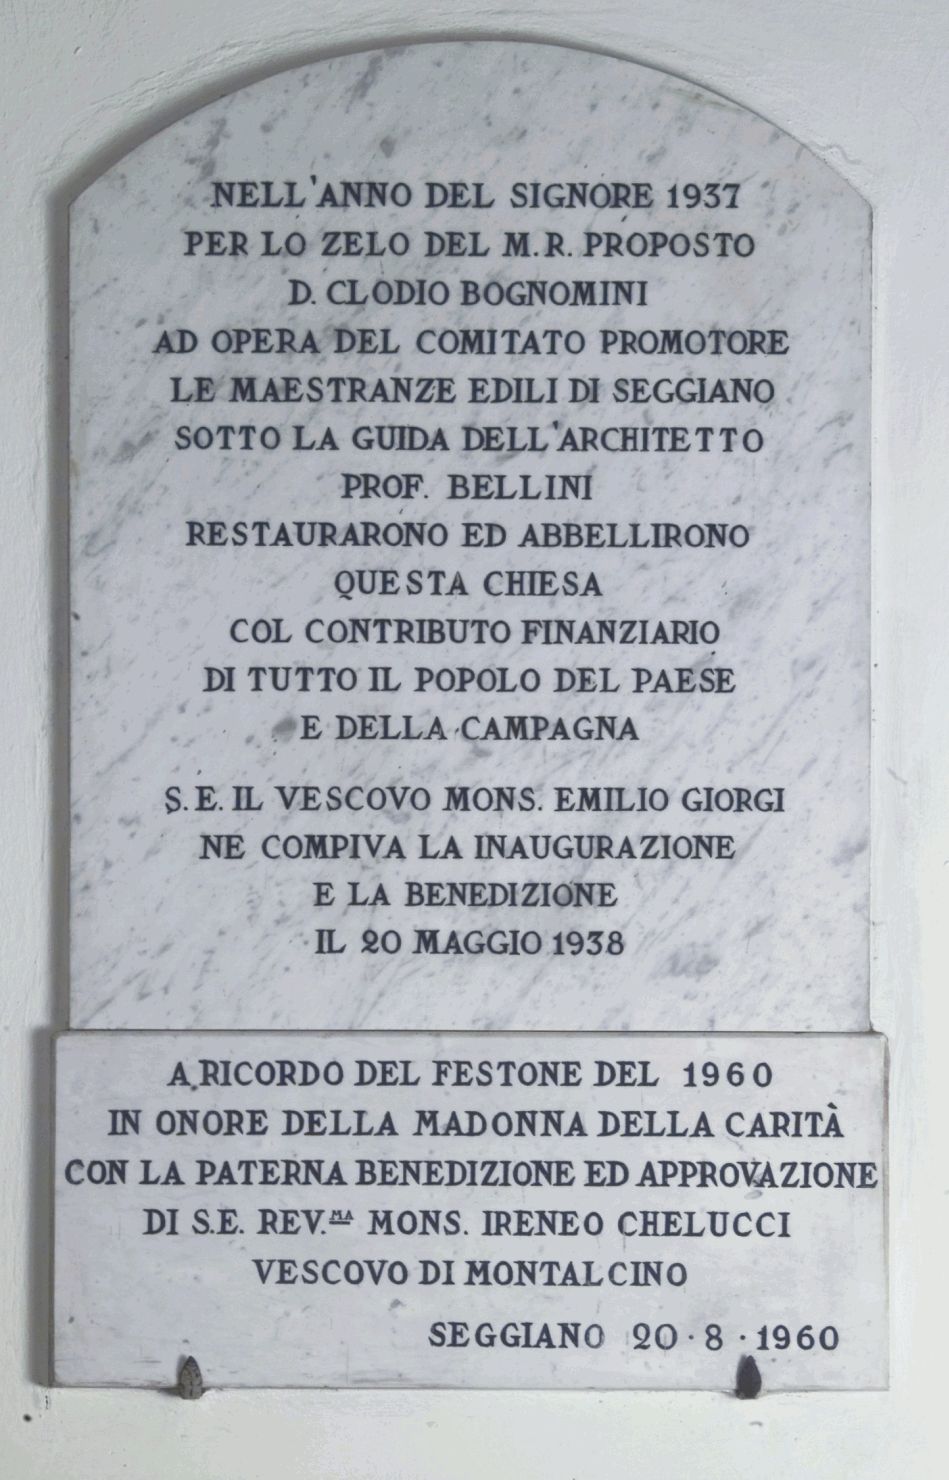 NELL'ANNO DEL SIGNORE 1937
PER LO ZELO DEL M.R. PROPOSTO
D. CLODIO BOGNOMINI
AD OPERA DEL COMITATO PROMOTORE
LE MAESTRANZE EDILI DI SEGGIANO
SOTTO LA GUIDA DELL'ARCHITETTO
PROF. BELLINI
RESTAURARONO ED ABBELLIRONO
QUESTA CHIESA
COL CONTRIBUTO FINANZIARIO
DI TUTTO IL POPOLO DEL PAESE
E DELLA CAMPAGNA
S.E. IL VESCOVO MONS. EMILIO GIORGI
NE COMPIVA LA INAUGURAZIONE
E LA BENEDIZIONE
IL 20 MAGGIO 1938
A RICORDO DEL FESTONE DEL 1960
IN ONORE DELLA MADONNA DELLA CARITÀ
CON LA PATERNA BENEDIZIONE ED APPROVAZIONE
DI S.E. REV.MA MONS. IRENEO CHELUCCI
VESCOVO DI MONTALCINO
SEGGIANO 20·8·1960